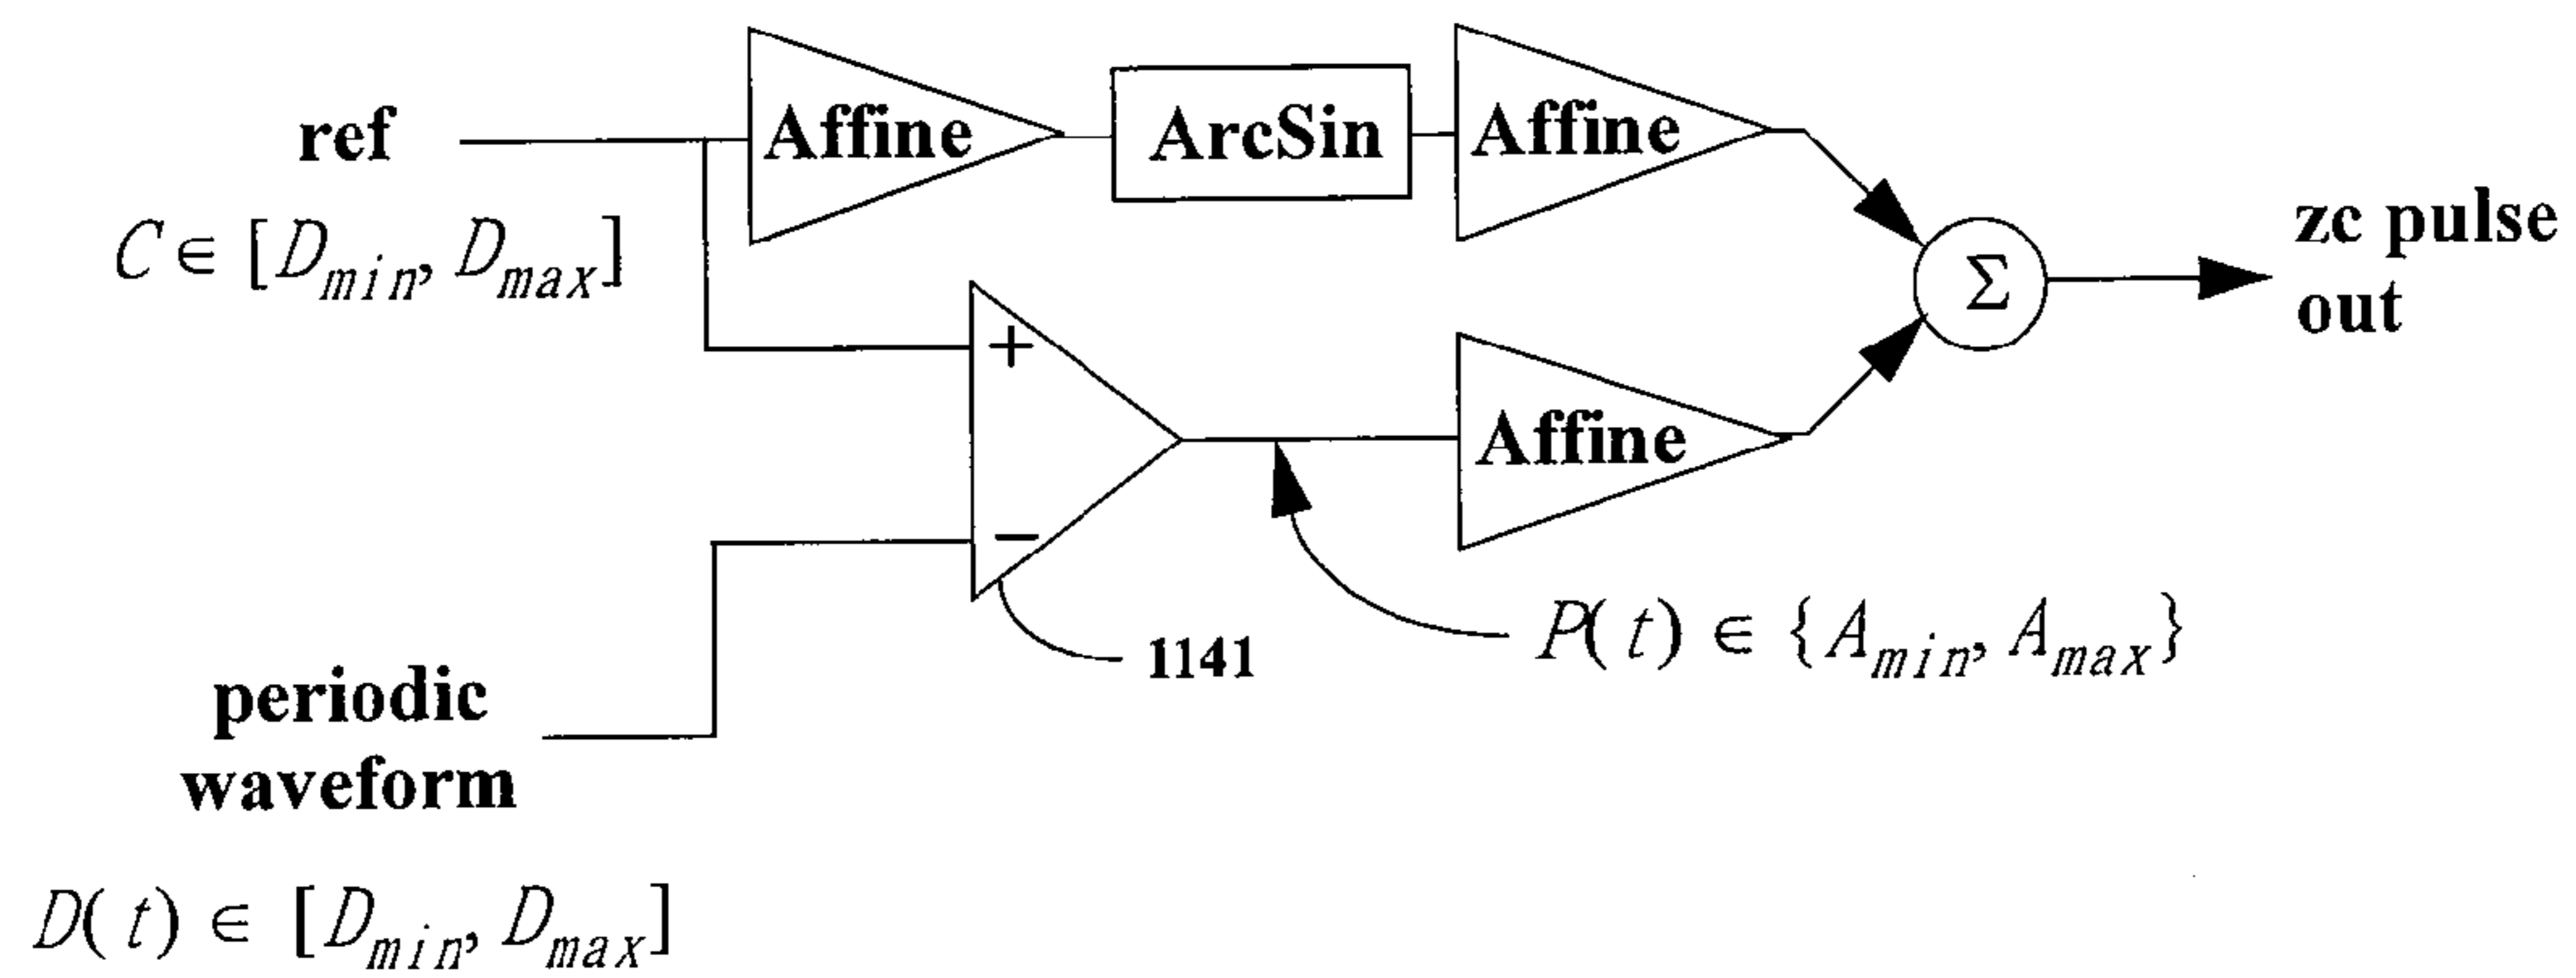 ref
C ∈ [D_min, D_max]
Affine
ArcSin
Affine
+
−
1141
Affine
Σ
zc pulse
out
P(t) ∈ {A_min, A_max}
periodic
waveform
D(t) ∈ [D_min, D_max]